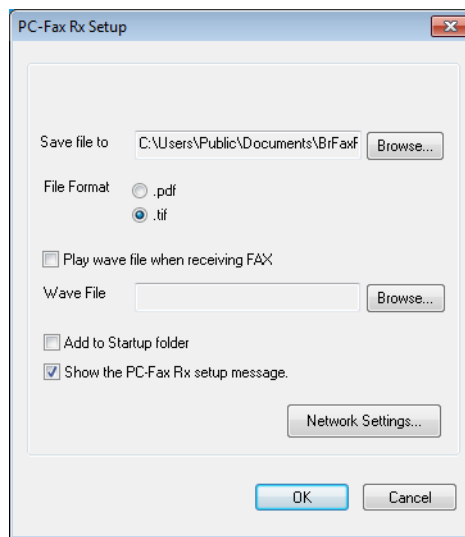 PC-Fax Rx Setup
Save file to C:\Users\Public\Documents\BrFaxF Browse...
File Format .pdf
.tif
Play wave file when receiving FAX
Wave File Browse...
Add to Startup folder
Show the PC-Fax Rx setup message.
Network Settings...
OK Cancel